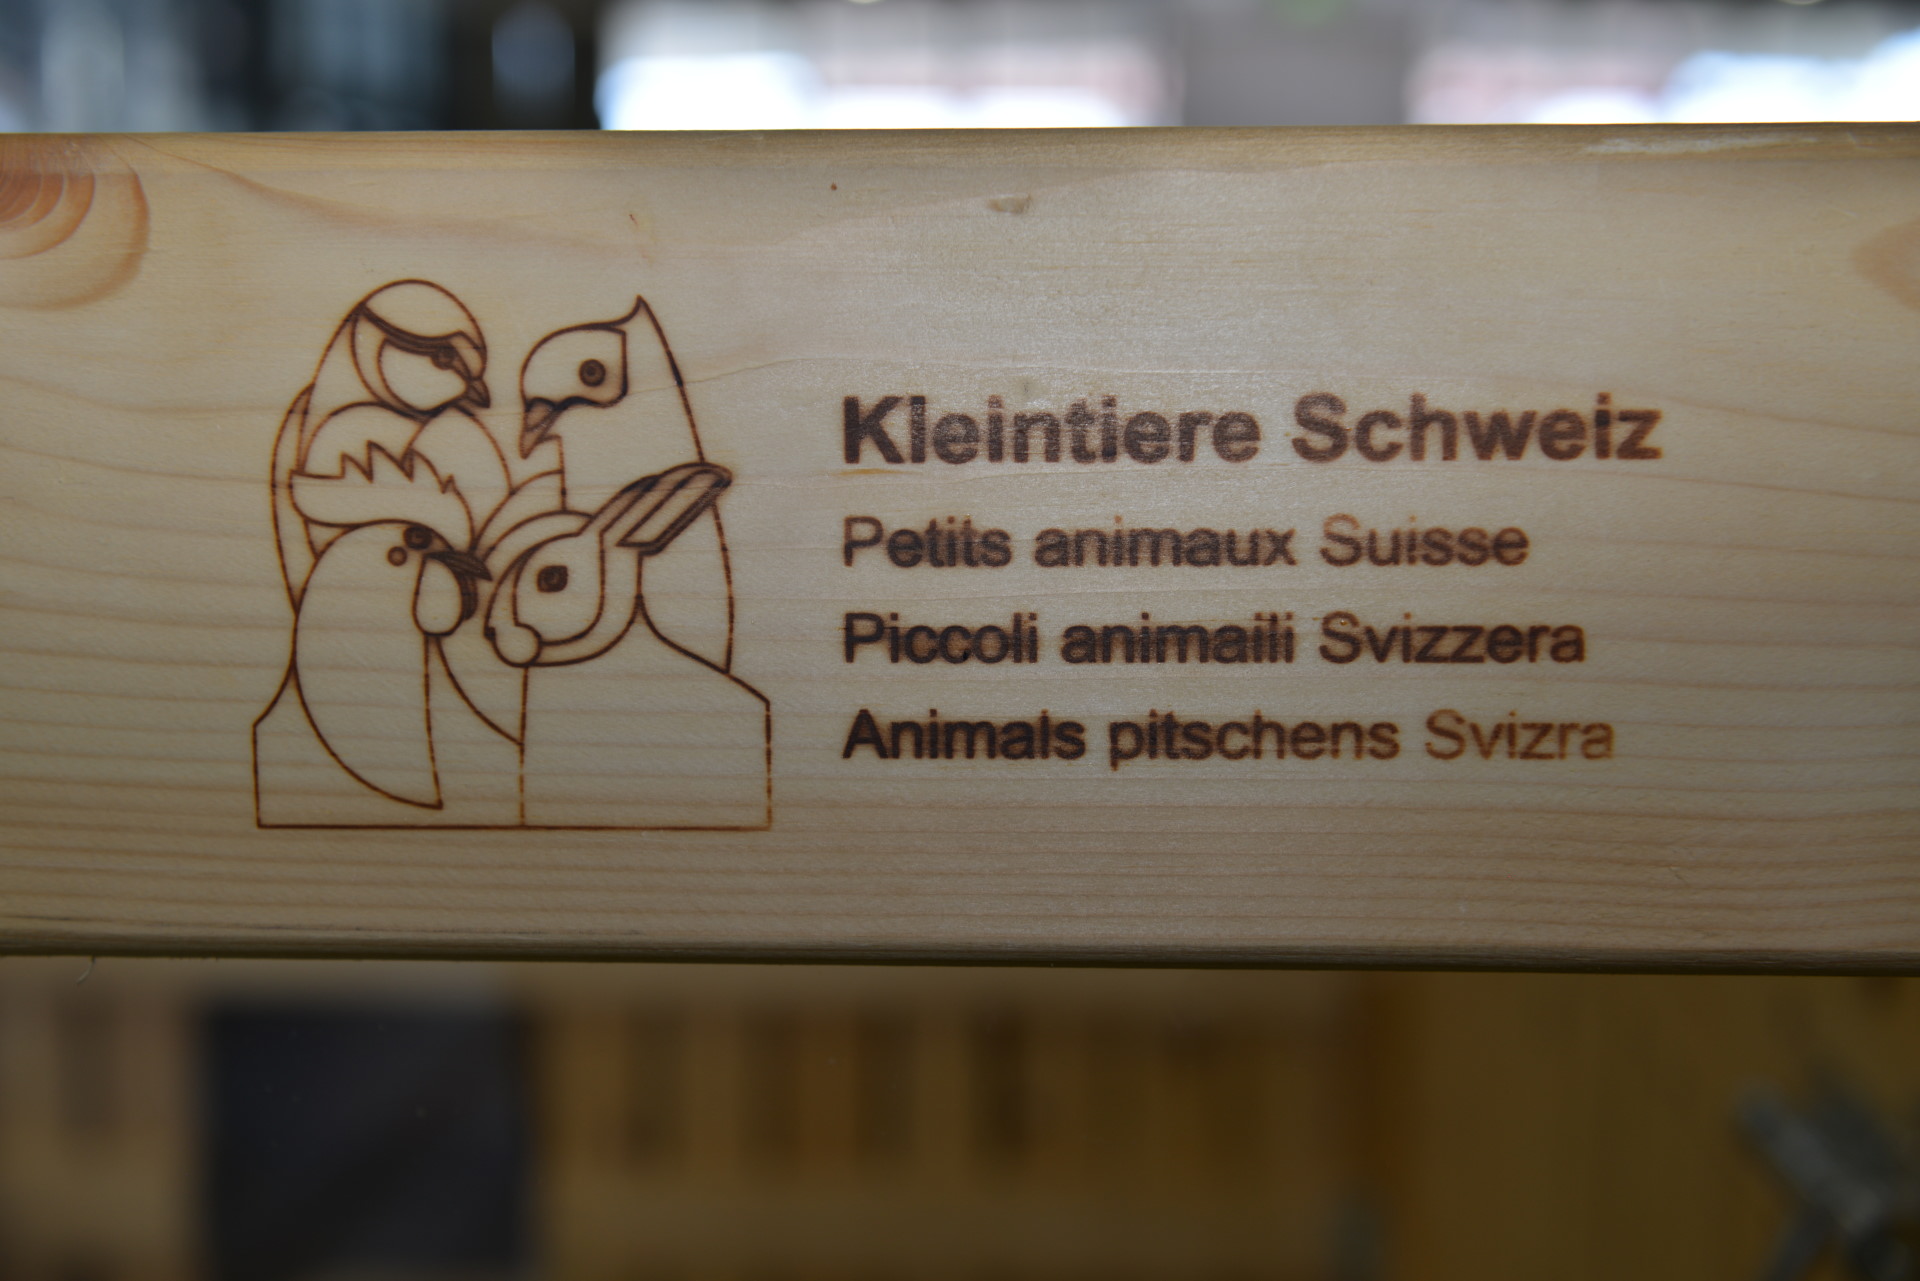 Kleintiere Schweiz
Petits animaux Suisse
Piccoli animaili Svizzera
Animals pitschens Svizra